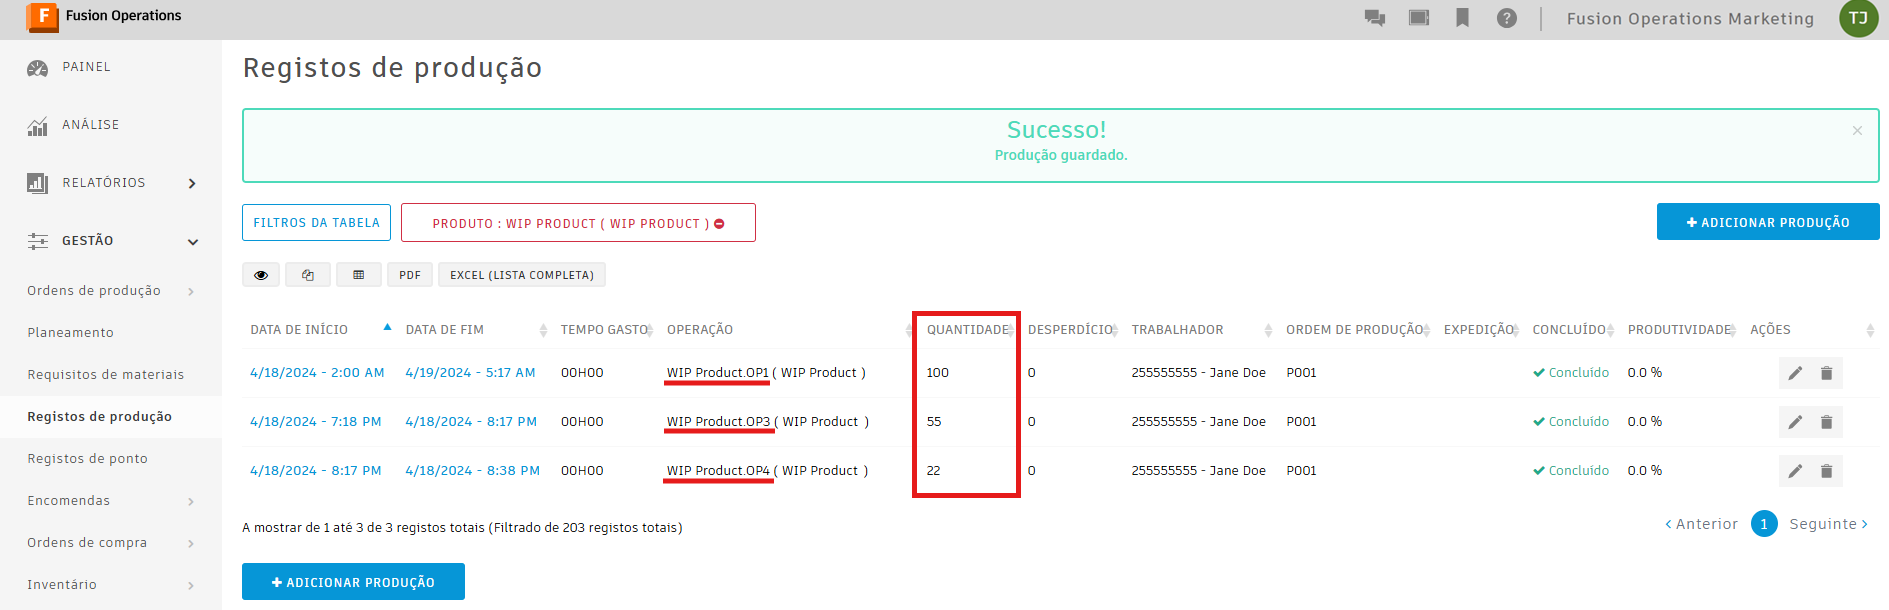 F Fusion Operations
Fusion Operations Marketing TJ
PAINEL
ANÁLISE
RELATÓRIOS
GESTÃO
Ordens de produção
Planeamento
Requisitos de materiais
Registos de produção
Registos de ponto
Encomendas
Ordens de compra
Inventário
Registos de produção
Sucesso!
Produção guardado.
FILTROS DA TABELA
PRODUTO : WIP PRODUCT ( WIP PRODUCT )
ADICIONAR PRODUÇÃO
PDF EXCEL (LISTA COMPLETA)
DATA DE INÍCIO DATA DE FIM TEMPO GASTO OPERAÇÃO QUANTIDADE DESPERDÍCIO TRABALHADOR ORDEM DE PRODUÇÃO EXPEDIÇÃO CONCLUÍDO PRODUTIVIDADE AÇÕES
4/18/2024 - 2:00 AM 4/19/2024 - 5:17 AM 00H00 WIP Product.OP1 ( WIP Product ) 100 0 255555555 - Jane Doe P001 Concluído 0.0 %
4/18/2024 - 7:18 PM 4/18/2024 - 8:17 PM 00H00 WIP Product.OP3 ( WIP Product ) 55 0 255555555 - Jane Doe P001 Concluído 0.0 %
4/18/2024 - 8:17 PM 4/18/2024 - 8:38 PM 00H00 WIP Product.OP4 ( WIP Product ) 22 0 255555555 - Jane Doe P001 Concluído 0.0 %
A mostrar de 1 até 3 de 3 registos totais (Filtrado de 203 registos totais)
Anterior 1 Seguinte
ADICIONAR PRODUÇÃO